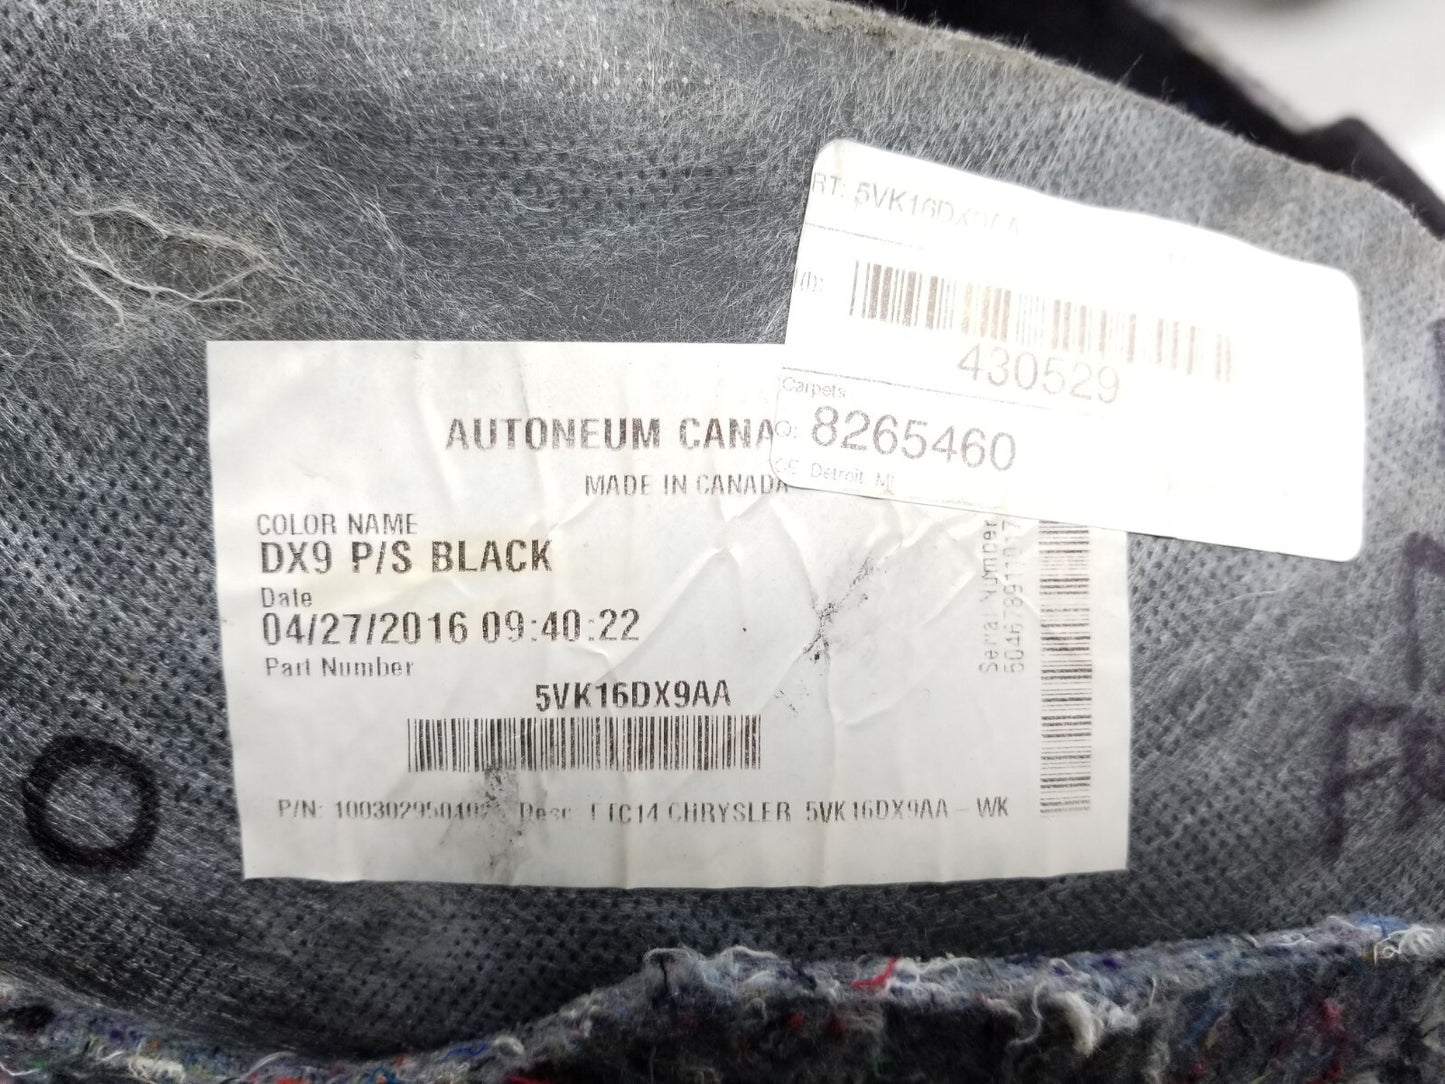 RT: 5VK16DX9AA
430529
Carpets
O: 8265460
Detroit, MI
AUTONEUM CANA
MADE IN CANADA
COLOR NAME
DX9 P/S BLACK
Date
04/27/2016 09:40:22
Part Number
5VK16DX9AA
Serial Number
CHRYSLER 5VK16DX9AA - WK